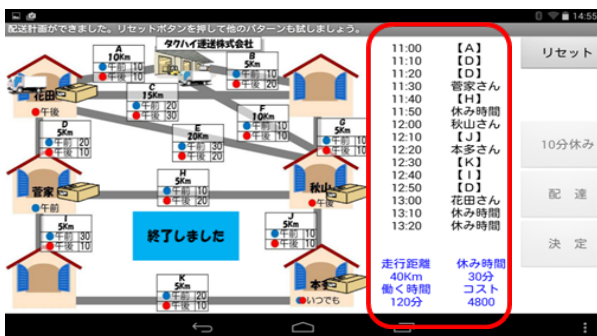 14:55
配送計画ができました。リセットボタンを押して他のパターンも試しましょう。
タクハイ運送株式会社
A
10Km
午前 10
午後 10
B
5Km
午前 10
午後 10
C
15Km
午前 20
午後 30
花田
午後
F
10Km
午前 10
午後 10
D
5Km
午前 20
午後 10
E
20Km
午前 30
午後 20
G
5Km
午前 10
午後 10
H
5Km
午前 10
午後 20
菅家
午前
秋山
午後
I
5Km
午前 20
午後 10
終了しました
J
5Km
午前 10
午後 10
K
5Km
午前 20
午後 10
本多
いつでも
11:00 【A】
11:10 【D】
11:20 【D】
11:30 菅家さん
11:40 【H】
11:50 休み時間
12:00 秋山さん
12:10 【J】
12:20 本多さん
12:30 【K】
12:40 【I】
12:50 【D】
13:00 花田さん
13:10 休み時間
13:20 休み時間
走行距離 休み時間
40Km 30分
働く時間 コスト
120分 4800
リセット
10分休み
配達
決定